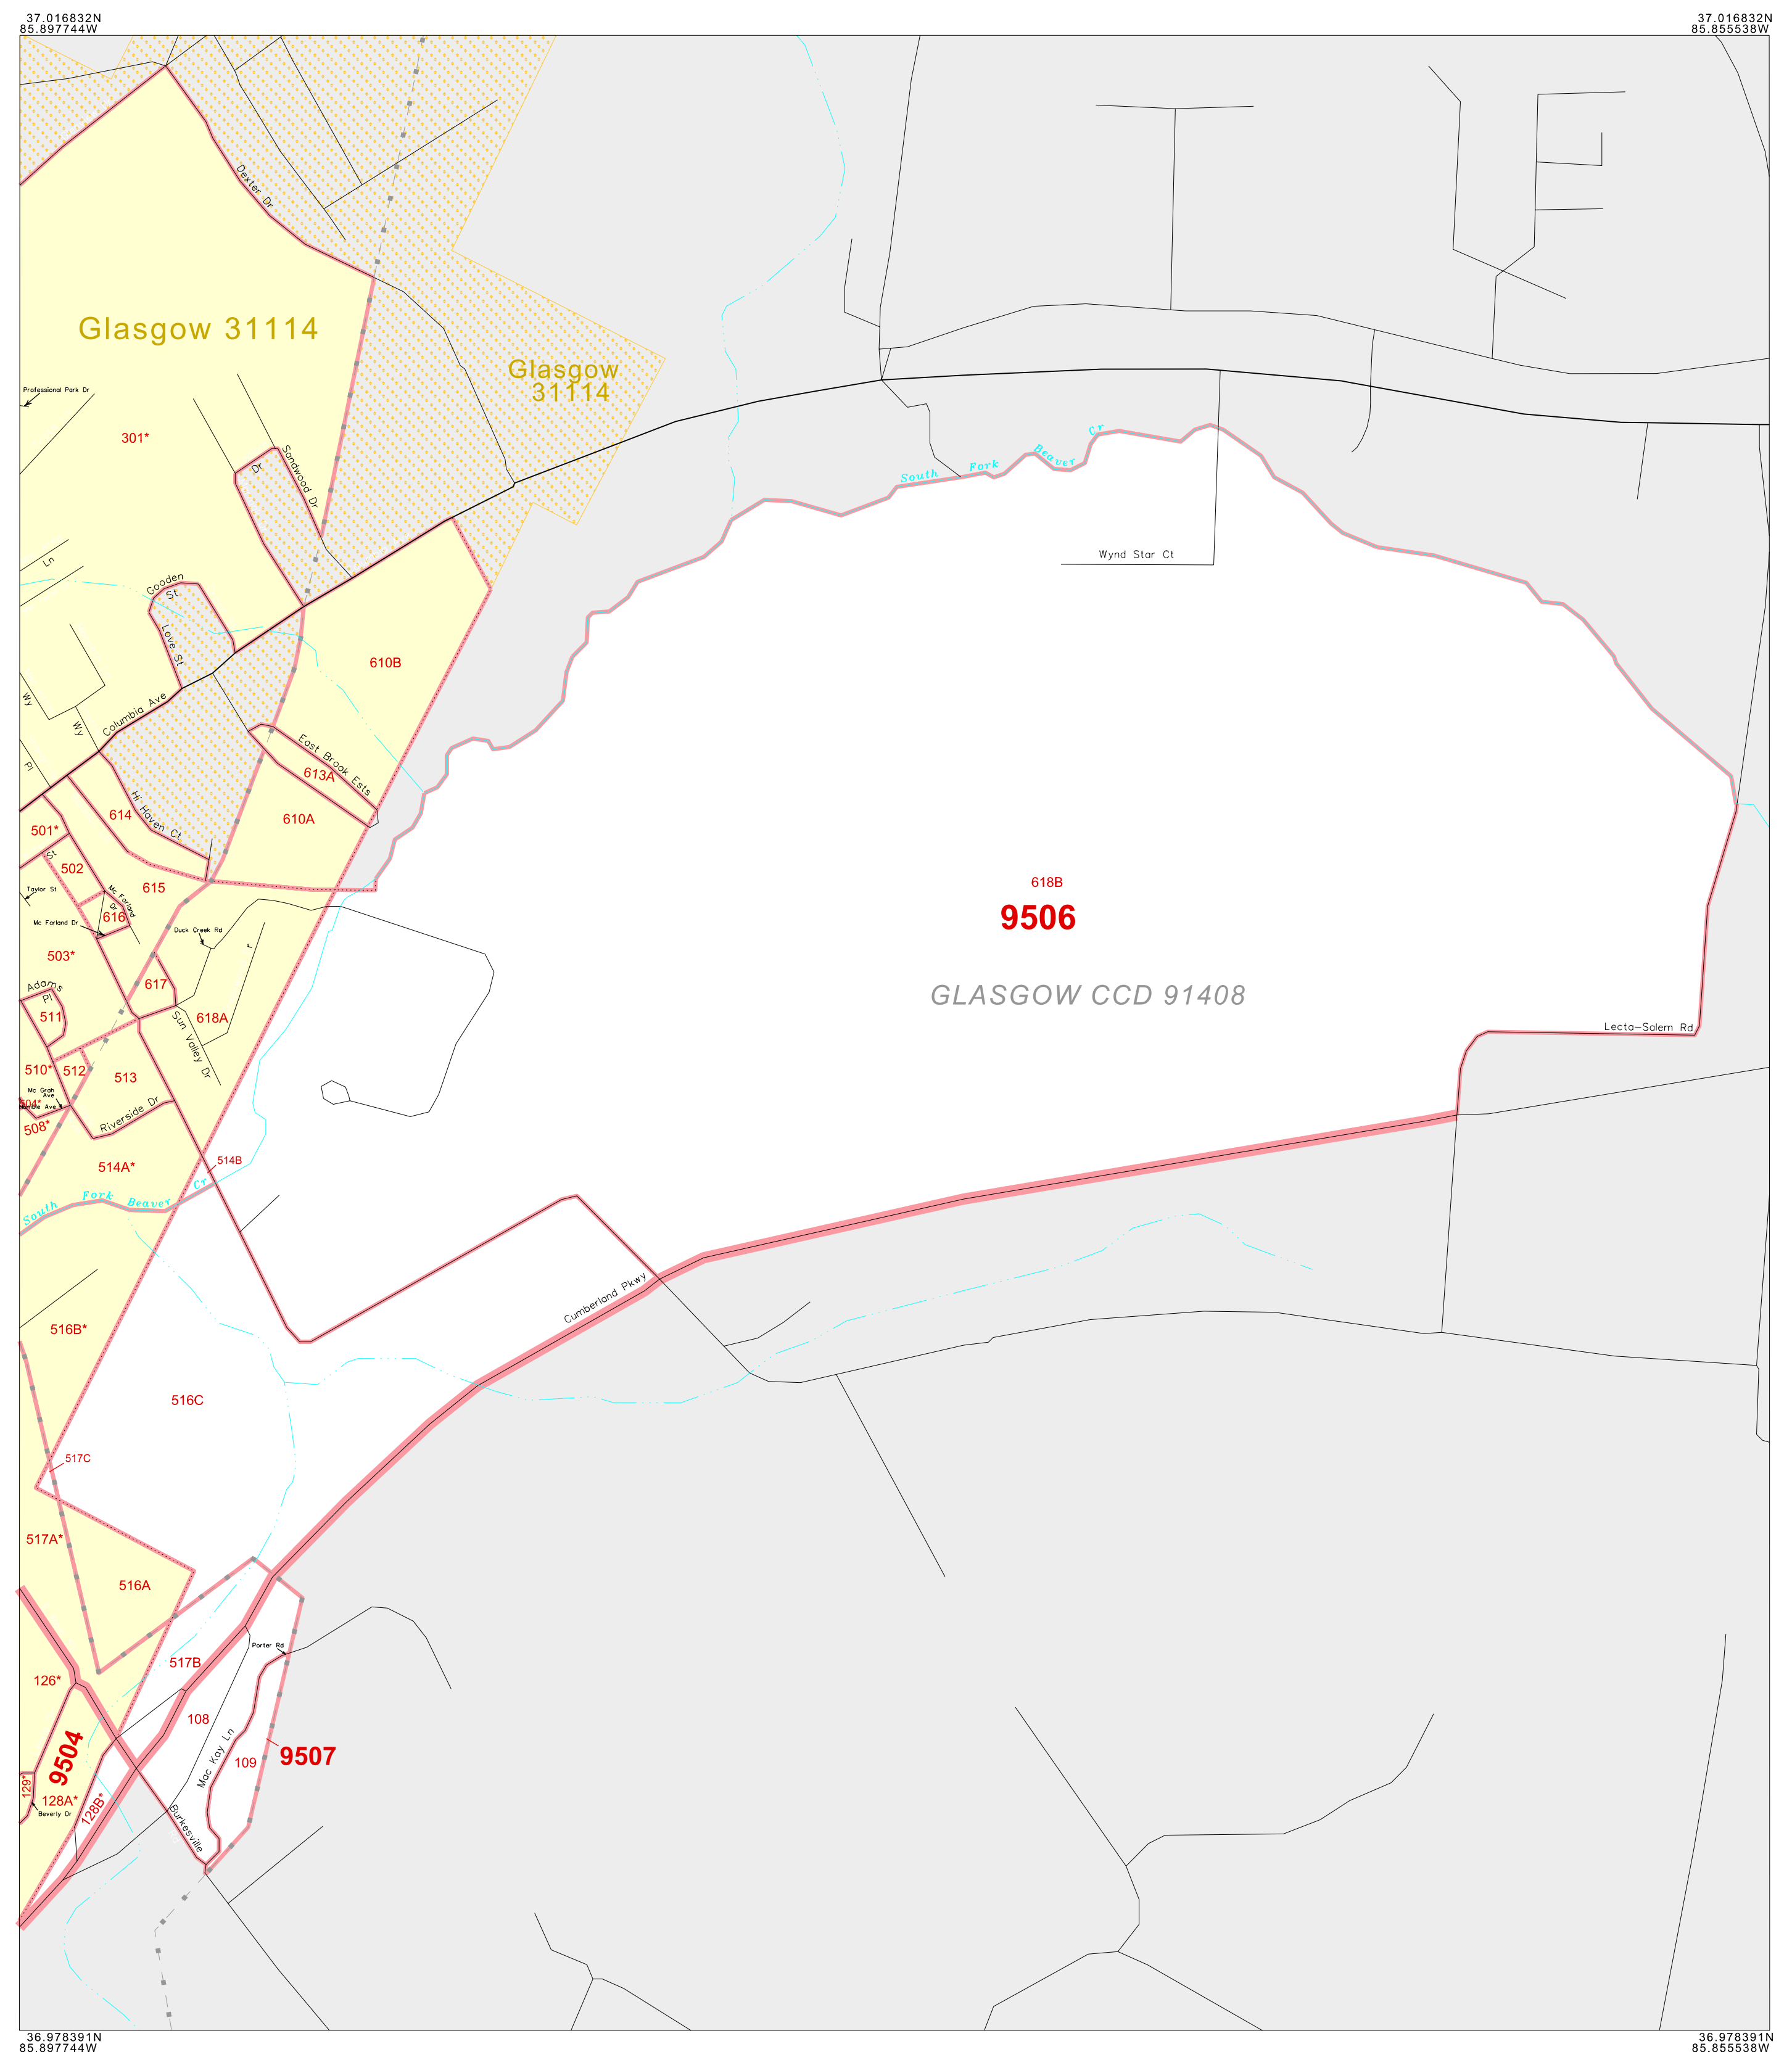 37.016832N
85.897744W
37.016832N
85.855538W
Dexter Dr
Glasgow 31114
Glasgow
31114
Professional Park Dr
301*
Sandwood Dr
Dr
South Fork Beaver Cr
Wynd Star Ct
Ln
Gooden
St
Love St
610B
Wy
Wy
Columbia Ave
Pl
East Brook Ests
613A
Hi Haven Ct
614
610A
501*
St
502
615
618B
9506
Taylor St
Mc Farland
Dr
616
Mc Farland Dr
Duck Creek Rd
503*
617
Adams
Pl
511
618A
GLASGOW CCD 91408
Sun Valley Dr
Lecta-Salem Rd
510*
512
513
Mc Grah
Ave
504*
508*
Riverside Dr
514A*
514B
South Fork Beaver Cr
Cumberland Pkwy
516B*
516C
517C
517A*
516A
Porter Rd
517B
126*
108
9504
Mac Kay Ln
109
9507
129*
128A*
128B*
Beverly Dr
Burkesville
36.978391N
85.897744W
36.978391N
85.855538W